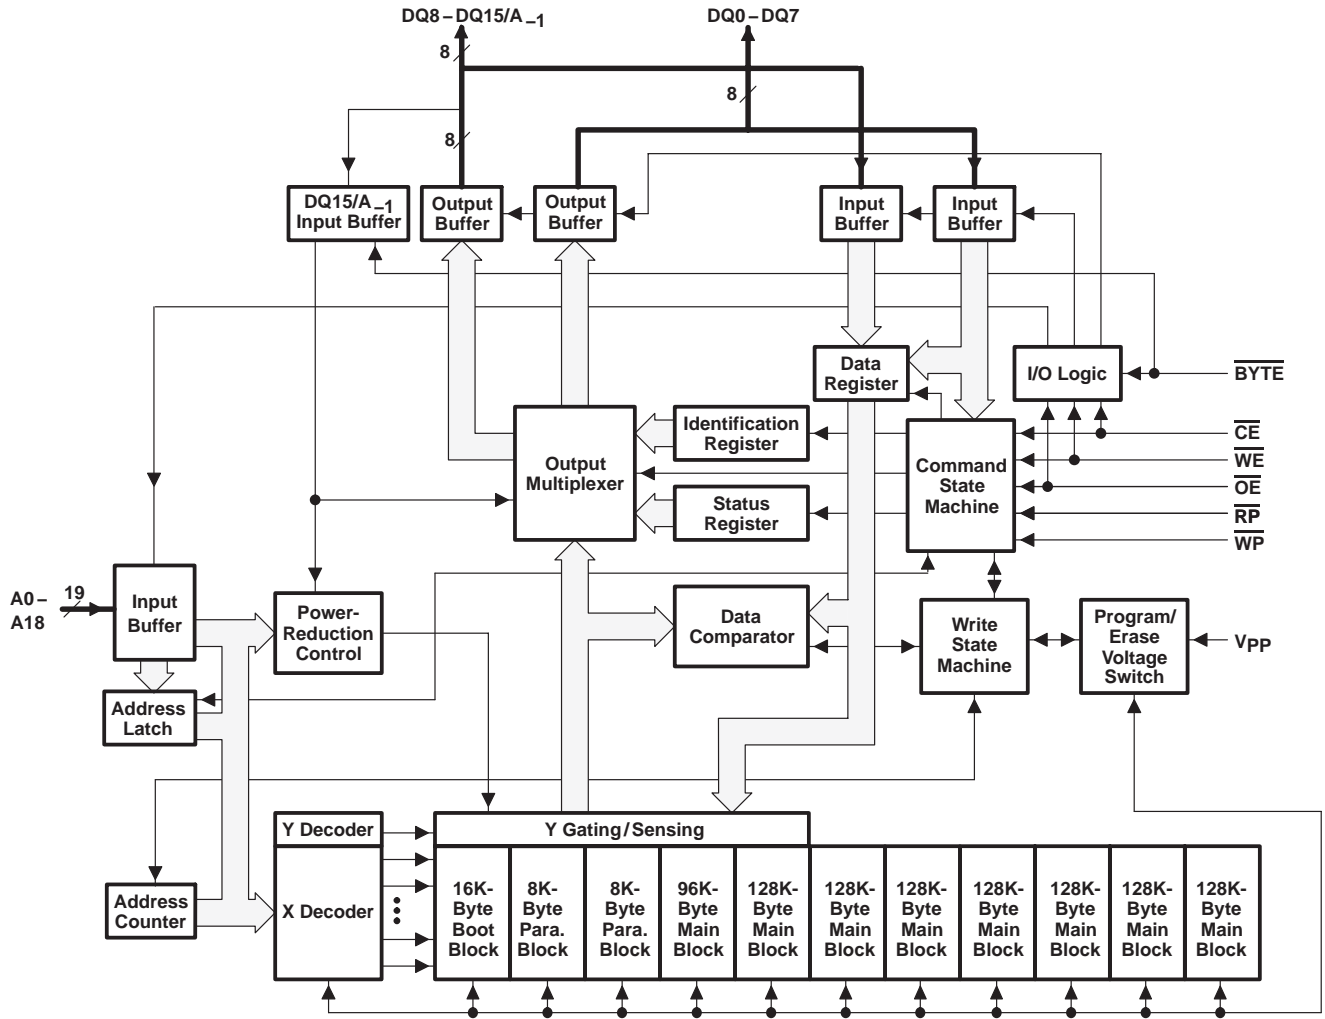 DQ8–DQ15/A–1
DQ0–DQ7
8
8
8
DQ15/A–1
Input Buffer
Output
Buffer
Output
Buffer
Input
Buffer
Input
Buffer
Data
Register
I/O Logic
BYTE
Identification
Register
Output
Multiplexer
Command
State
Machine
CE
WE
OE
RP
WP
Status
Register
A0–
A18
19
Input
Buffer
Power-
Reduction
Control
Data
Comparator
Write
State
Machine
Program/
Erase
Voltage
Switch
VPP
Address
Latch
Y Decoder
Y Gating/Sensing
Address
Counter
X Decoder
16K-
Byte
Boot
Block
8K-
Byte
Para.
Block
8K-
Byte
Para.
Block
96K-
Byte
Main
Block
128K-
Byte
Main
Block
128K-
Byte
Main
Block
128K-
Byte
Main
Block
128K-
Byte
Main
Block
128K-
Byte
Main
Block
128K-
Byte
Main
Block
128K-
Byte
Main
Block